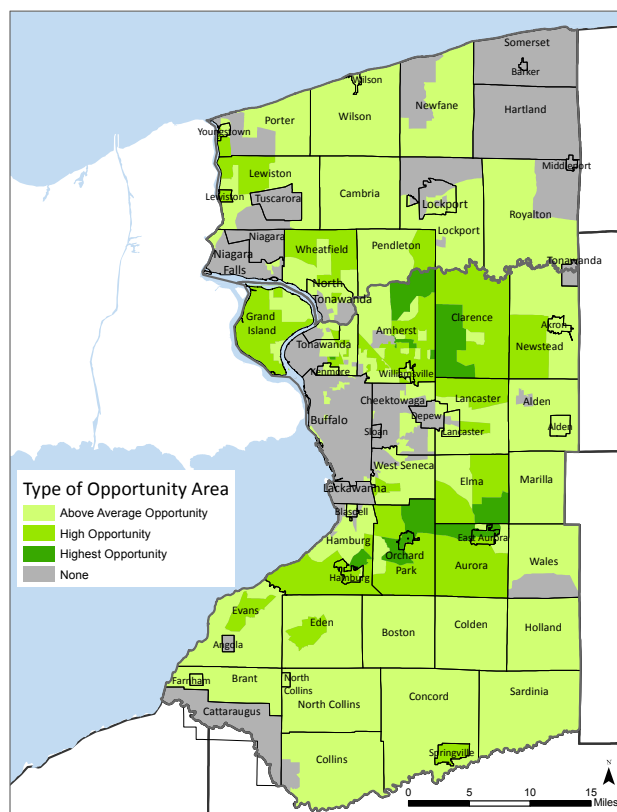 Somerset
Barker
Wilson
Newfane
Hartland
Porter
Wilson
Youngstown
Middleport
Lewiston
Lewiston
Tuscarora
Cambria
Lockport
Royalton
Lockport
Niagara
Niagara
Falls
Wheatfield
Pendleton
Tonawanda
North
Tonawanda
Grand
Island
Amherst
Clarence
Akron
Newstead
Tonawanda
Kenmore
Williamsville
Cheektowaga
Lancaster
Alden
Buffalo
Depew
Sloan
Lancaster
Alden
West Seneca
Lackawanna
Elma
Marilla
Blasdell
Hamburg
Orchard
Park
East Aurora
Aurora
Wales
Hamburg
Type of Opportunity Area
Above Average Opportunity
High Opportunity
Highest Opportunity
None
Evans
Eden
Boston
Colden
Holland
Angola
Farnham
Brant
North
Collins
North Collins
Concord
Sardinia
Cattaraugus
Collins
Springville
N
0 5 10 15
Miles